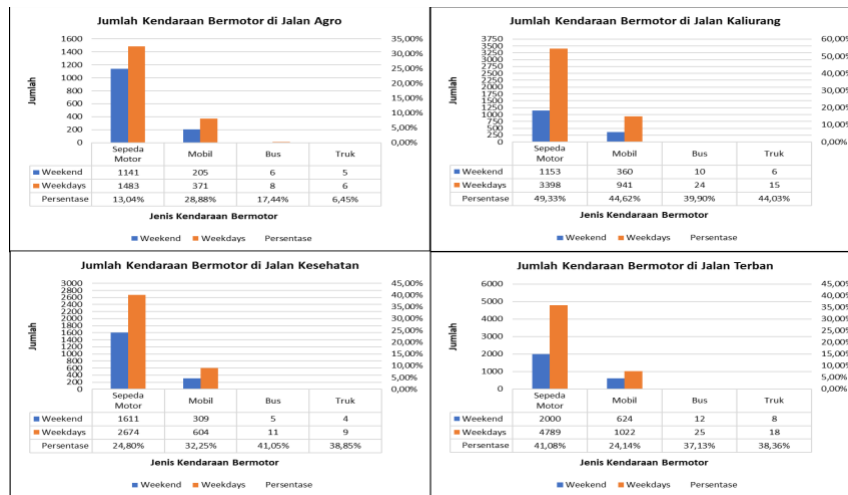 Jumlah Kendaraan Bermotor di Jalan Agro
1600
1400
1200
1000
800
600
400
200
0
35,00%
30,00%
25,00%
20,00%
15,00%
10,00%
5,00%
0,00%
Jumlah
Sepeda Motor Mobil Bus Truk
Weekend 1141 205 6 5
Weekdays 1483 371 8 6
Persentase 13,04% 28,88% 17,44% 6,45%
Jenis Kendaraan Bermotor
Weekend Weekdays Persentase
Jumlah Kendaraan Bermotor di Jalan Kaliurang
3750
3500
3250
3000
2750
2500
2250
2000
1750
1500
1250
1000
750
500
250
0
60,00%
50,00%
40,00%
30,00%
20,00%
10,00%
0,00%
Jumlah
Sepeda Motor Mobil Bus Truk
Weekend 1153 360 10 6
Weekdays 3398 941 24 15
Persentase 49,33% 44,62% 39,90% 44,03%
Jenis Kendaraan Bermotor
Weekend Weekdays Persentase
Jumlah Kendaraan Bermotor di Jalan Kesehatan
3000
2800
2600
2400
2200
2000
1800
1600
1400
1200
1000
800
600
400
200
0
45,00%
40,00%
35,00%
30,00%
25,00%
20,00%
15,00%
10,00%
5,00%
0,00%
Jumlah
Sepeda Motor Mobil Bus Truk
Weekend 1611 309 5 4
Weekdays 2674 604 11 9
Persentase 24,80% 32,25% 41,05% 38,85%
Jenis Kendaraan Bermotor
Weekend Weekdays Persentase
Jumlah Kendaraan Bermotor di Jalan Terban
6000
5000
4000
3000
2000
1000
0
45,00%
40,00%
35,00%
30,00%
25,00%
20,00%
15,00%
10,00%
5,00%
0,00%
Jumlah
Sepeda Motor Mobil Bus Truk
Weekend 2000 624 12 8
Weekdays 4789 1022 25 18
Persentase 41,08% 24,14% 37,13% 38,36%
Jenis Kendaraan Bermotor
Weekend Weekdays Persentase